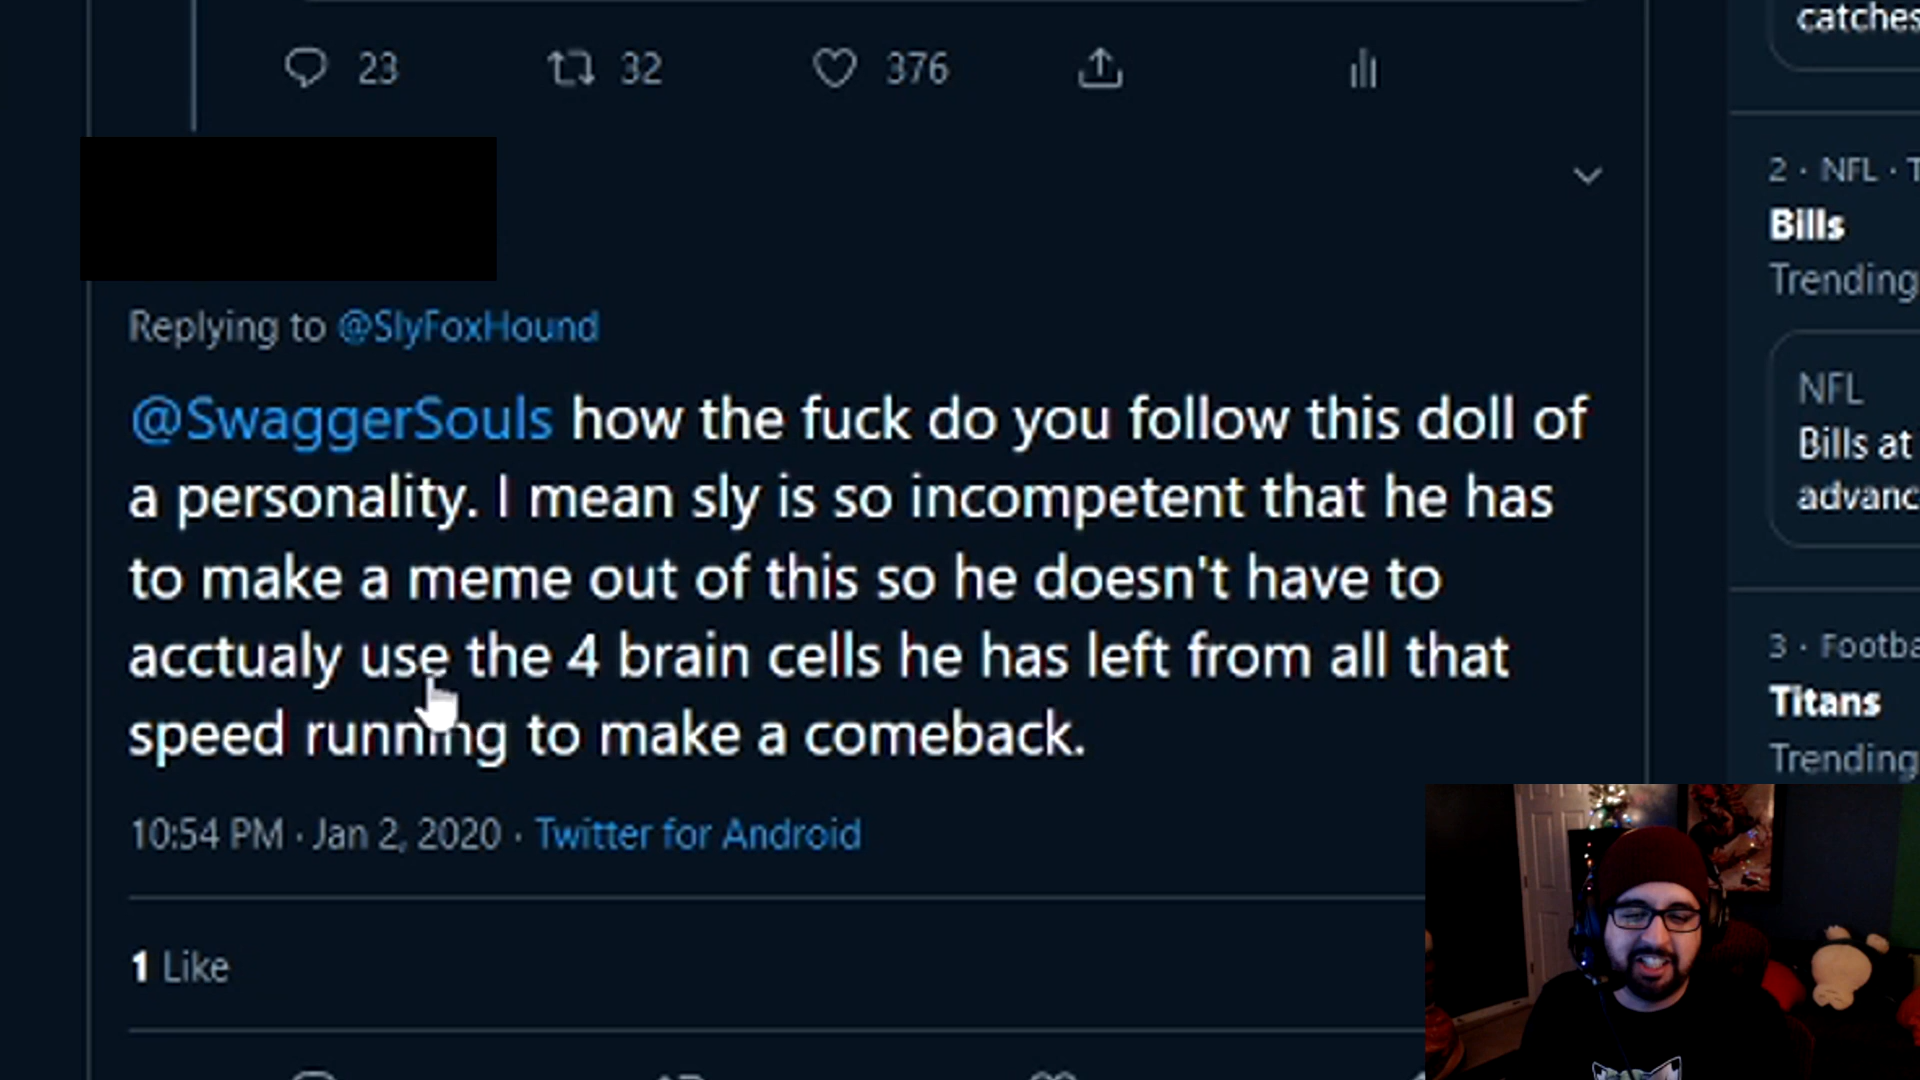 catches
23 32 376
2 · NFL · T
Bills
Trending
Replying to @SlyFoxHound
NFL
Bills at
advanc
@SwaggerSouls how the fuck do you follow this doll of
a personality. I mean sly is so incompetent that he has
to make a meme out of this so he doesn't have to
acctualy use the 4 brain cells he has left from all that
speed running to make a comeback.
3 · Footba
Titans
Trending
10:54 PM · Jan 2, 2020 · Twitter for Android
1 Like